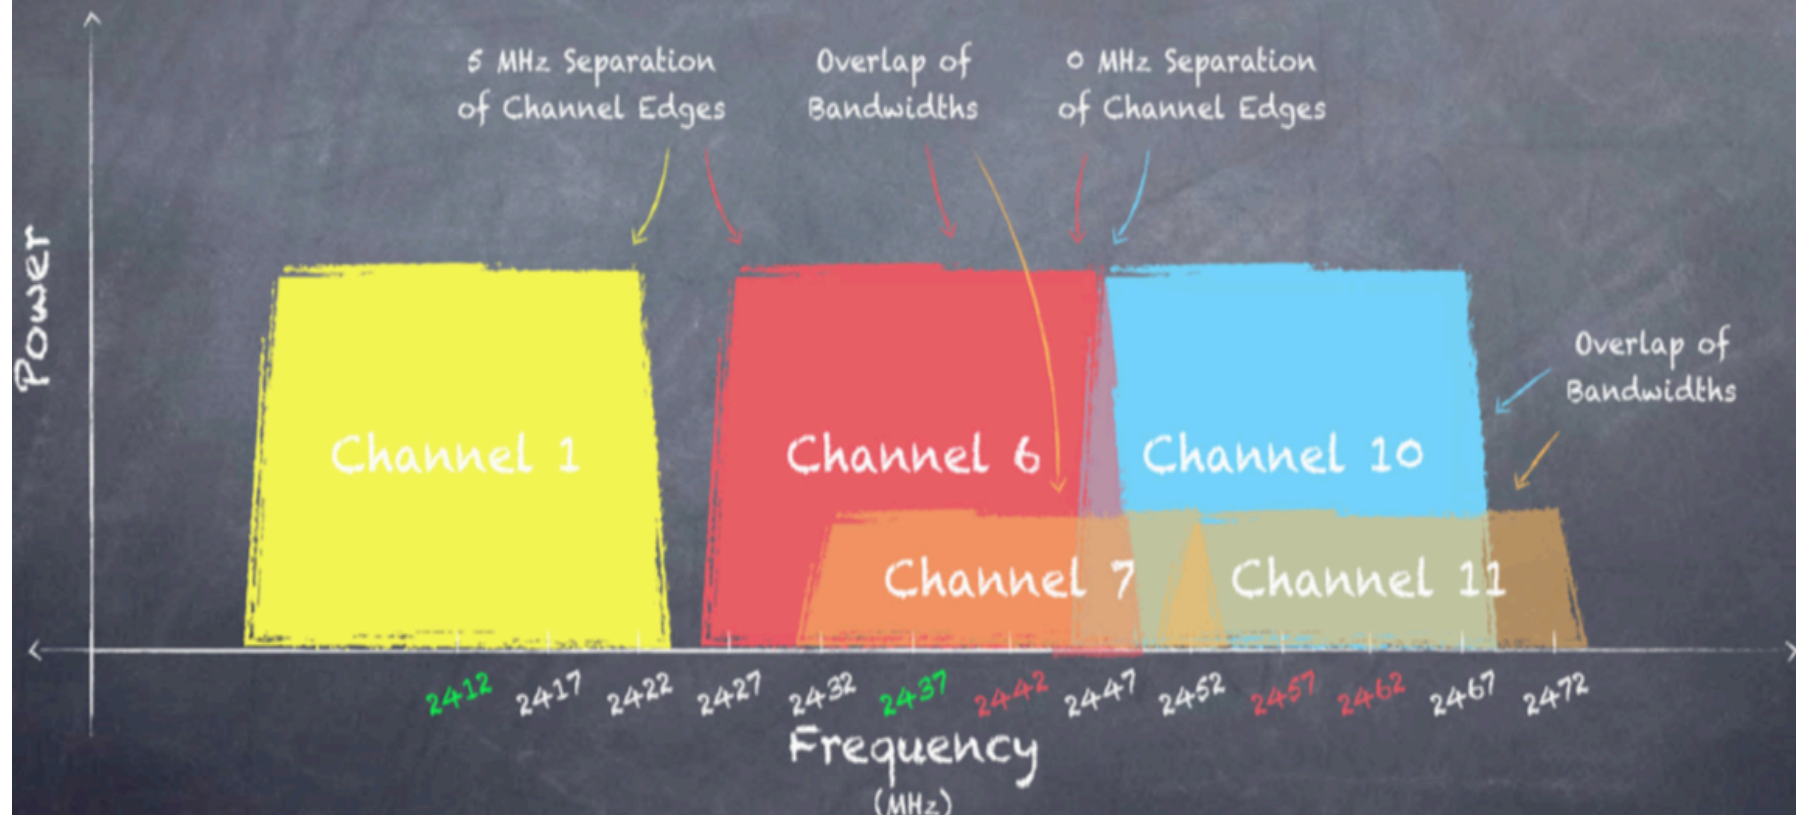 5 MHz Separation
of Channel Edges
Overlap of
Bandwidths
0 MHz Separation
of Channel Edges
Power
Overlap of
Bandwidths
Channel 1
Channel 6
Channel 10
Channel 7
Channel 11
2412 2417 2422 2427 2432 2437 2442 2447 2452 2457 2462 2467 2472
Frequency
(MHz)